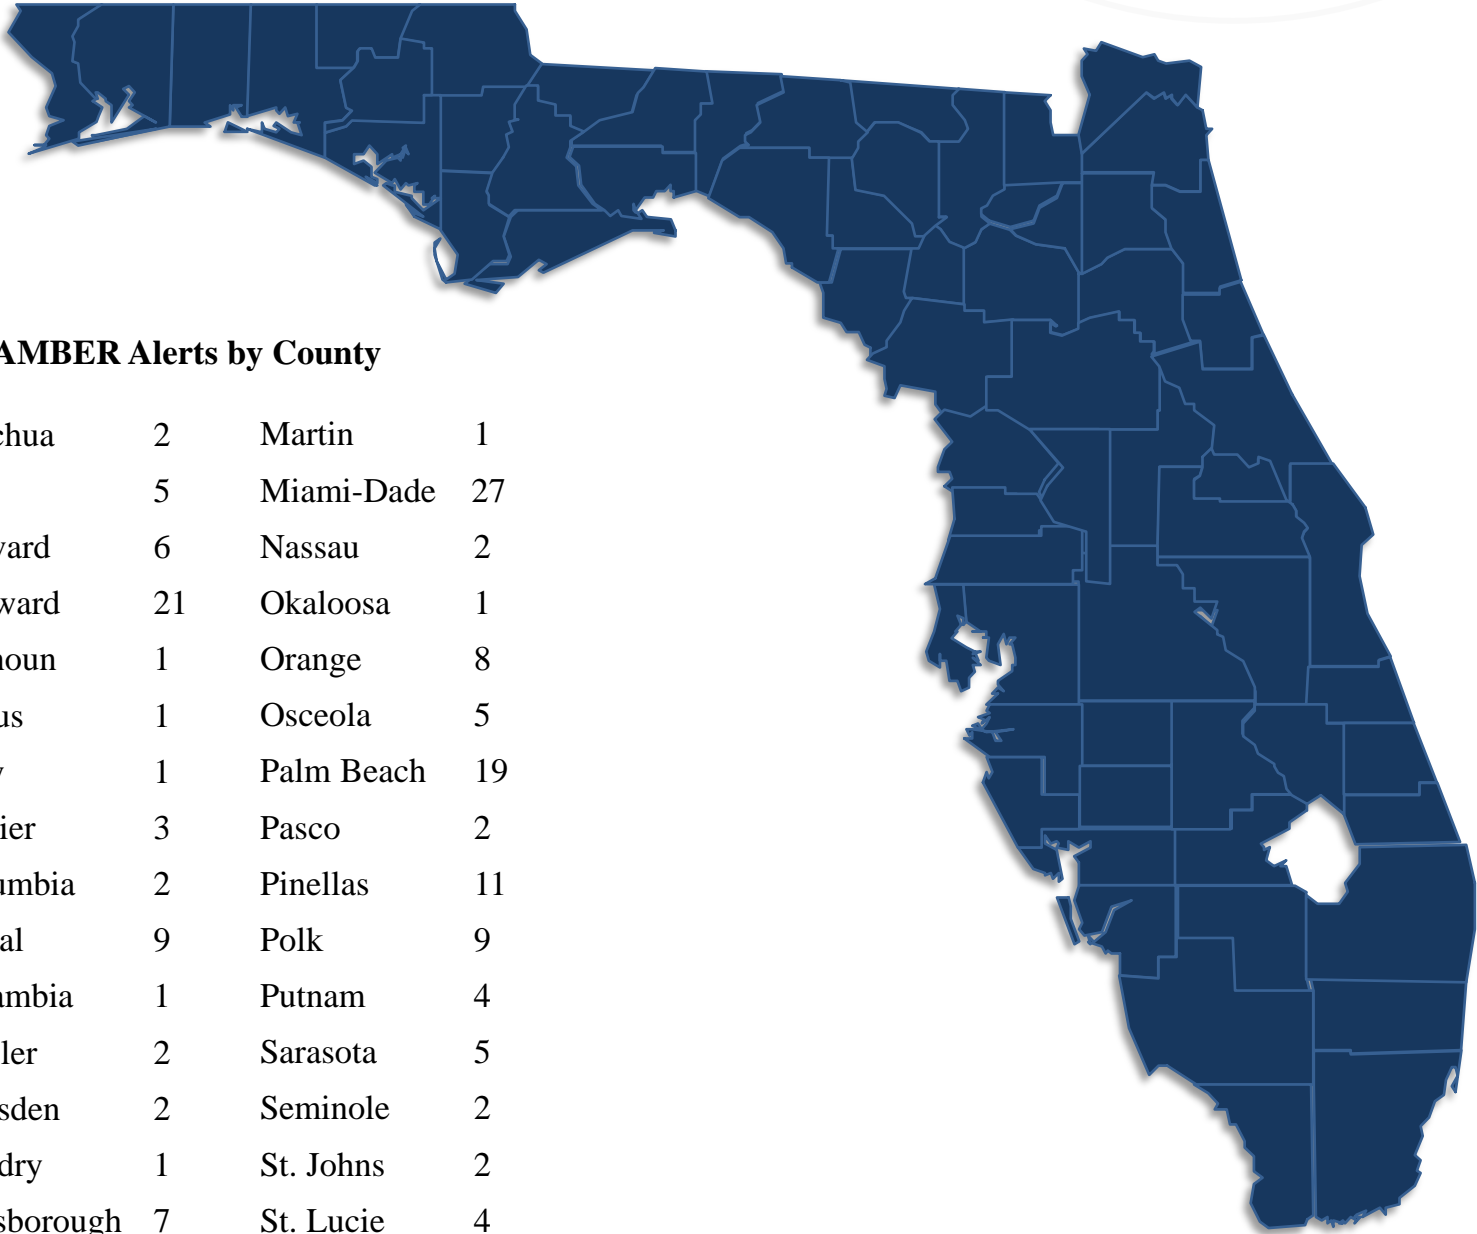 AMBER Alerts by County
chua 2 Martin 1
5 Miami-Dade 27
vard 6 Nassau 2
ward 21 Okaloosa 1
noun 1 Orange 8
us 1 Osceola 5
1 Palm Beach 19
ier 3 Pasco 2
umbia 2 Pinellas 11
al 9 Polk 9
ambia 1 Putnam 4
ler 2 Sarasota 5
sden 2 Seminole 2
dry 1 St. Johns 2
sborough 7 St. Lucie 4